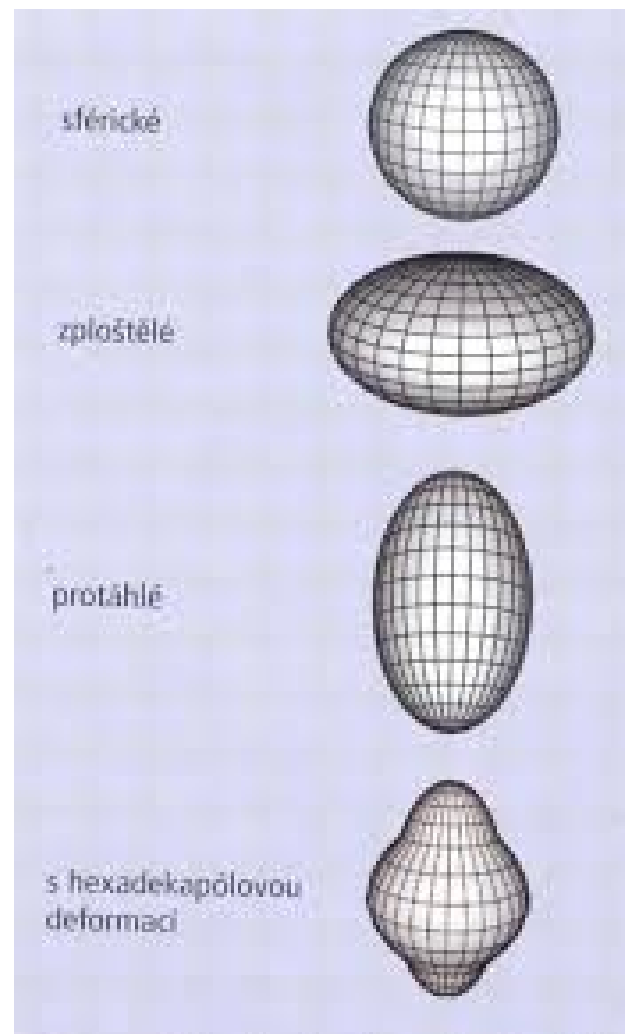 sférické
zploštělé
protáhlé
s hexadekapólovou
deformací